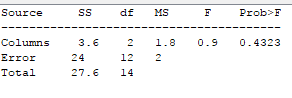 Source SS df MS F Prob>F
Columns 3.6 2 1.8 0.9 0.4323
Error 24 12 2
Total 27.6 14